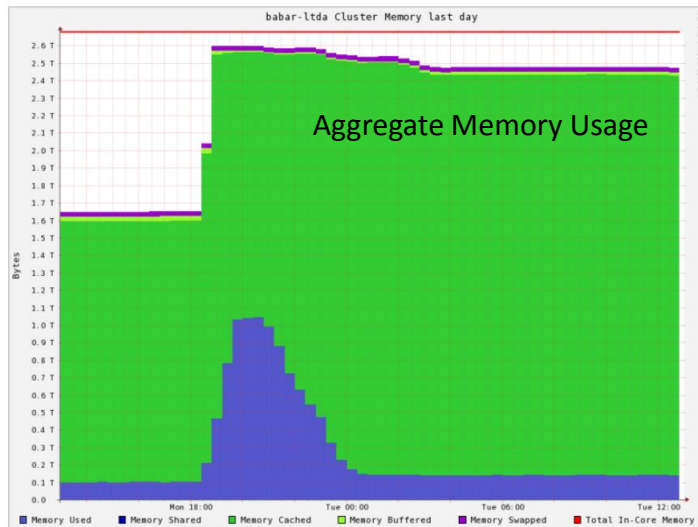 babar-ltda Cluster Memory last day
2.6 T
2.5 T
2.4 T
2.3 T
2.2 T
2.1 T
2.0 T
1.9 T
1.8 T
1.7 T
1.6 T
1.5 T
1.4 T
1.3 T
1.2 T
1.1 T
1.0 T
0.9 T
0.8 T
0.7 T
0.6 T
0.5 T
0.4 T
0.3 T
0.2 T
0.1 T
0.0
Bytes
Aggregate Memory Usage
Mon 18:00 Tue 00:00 Tue 06:00 Tue 12:00
Memory Used Memory Shared Memory Cached Memory Buffered Memory Swapped Total In-Core Memory